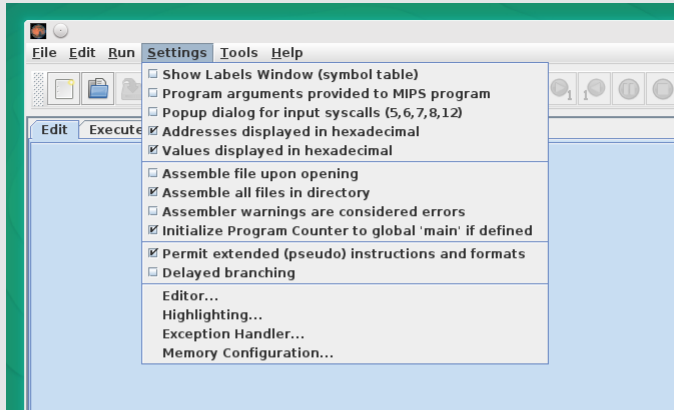 File Edit Run Settings Tools Help
Show Labels Window (symbol table)
Program arguments provided to MIPS program
Popup dialog for input syscalls (5,6,7,8,12)
Addresses displayed in hexadecimal
Values displayed in hexadecimal
Edit Execute
Assemble file upon opening
Assemble all files in directory
Assembler warnings are considered errors
Initialize Program Counter to global 'main' if defined
Permit extended (pseudo) instructions and formats
Delayed branching
Editor...
Highlighting...
Exception Handler...
Memory Configuration...